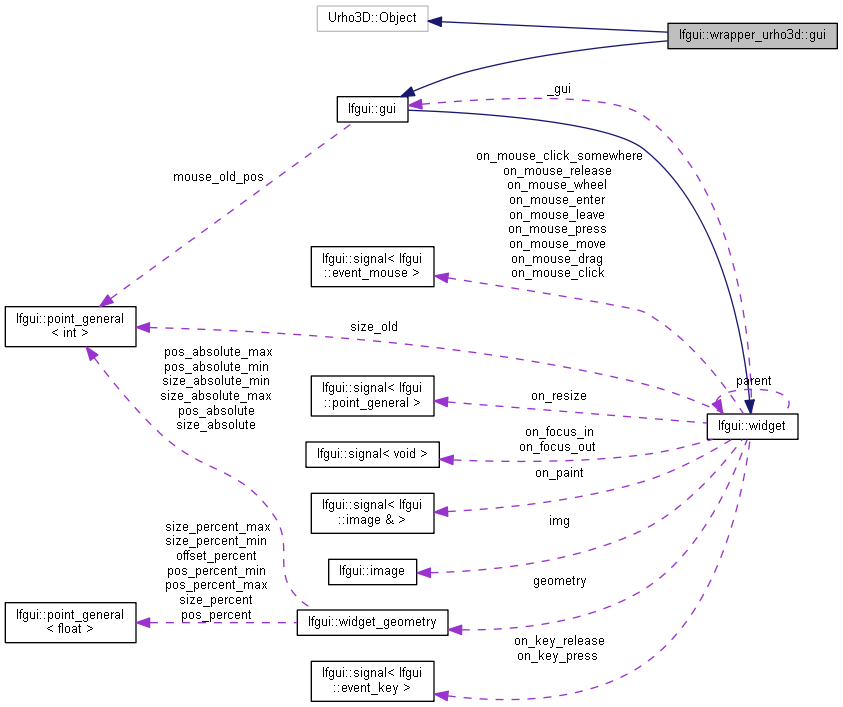 Urho3D::Object
lfgui::wrapper_urho3d::gui
_gui
lfgui::gui
mouse_old_pos
on_mouse_click_somewhere
on_mouse_release
on_mouse_wheel
on_mouse_enter
on_mouse_leave
on_mouse_press
on_mouse_move
on_mouse_drag
on_mouse_click
lfgui::signal< lfgui
::event_mouse >
lfgui::point_general
< int >
size_old
pos_absolute_max
pos_absolute_min
size_absolute_min
size_absolute_max
pos_absolute
size_absolute
lfgui::signal< lfgui
::point_general >
on_resize
parent
lfgui::widget
on_focus_in
on_focus_out
lfgui::signal< void >
on_paint
lfgui::signal< lfgui
::image & >
img
lfgui::image
size_percent_max
size_percent_min
offset_percent
pos_percent_min
pos_percent_max
size_percent
pos_percent
geometry
lfgui::point_general
< float >
lfgui::widget_geometry
on_key_release
on_key_press
lfgui::signal< lfgui
::event_key >